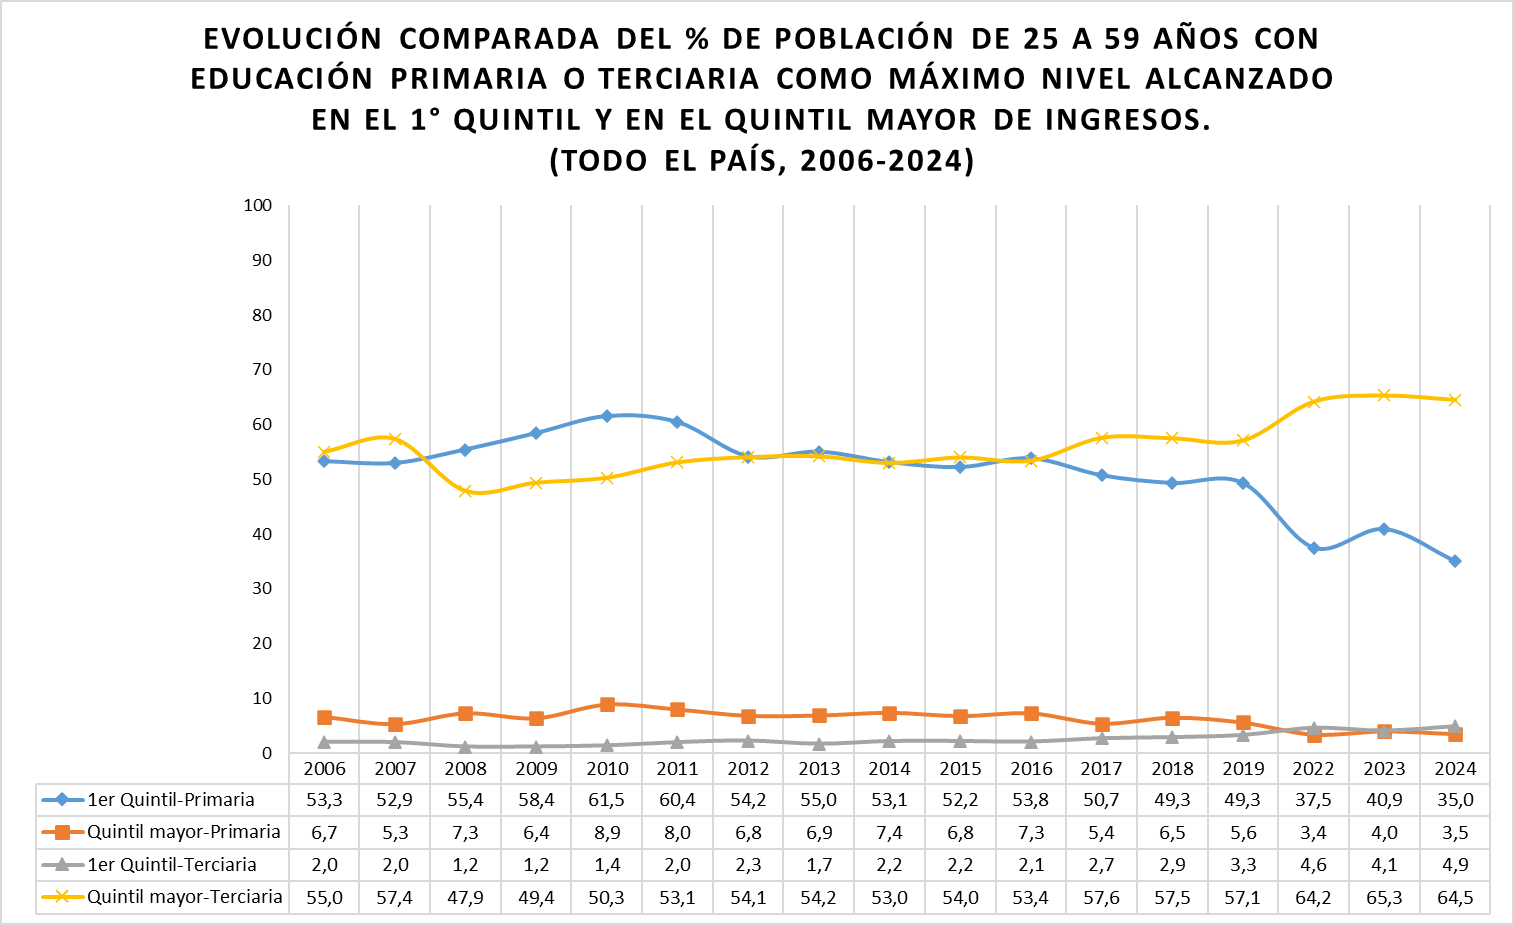 EVOLUCIÓN COMPARADA DEL % DE POBLACIÓN DE 25 A 59 AÑOS CON
EDUCACIÓN PRIMARIA O TERCIARIA COMO MÁXIMO NIVEL ALCANZADO
EN EL 1° QUINTIL Y EN EL QUINTIL MAYOR DE INGRESOS.
(TODO EL PAÍS, 2006-2024)
100
90
80
70
60
50
40
30
20
10
0
2006 2007 2008 2009 2010 2011 2012 2013 2014 2015 2016 2017 2018 2019 2022 2023 2024
1er Quintil-Primaria 53,3 52,9 55,4 58,4 61,5 60,4 54,2 55,0 53,1 52,2 53,8 50,7 49,3 49,3 37,5 40,9 35,0
Quintil mayor-Primaria 6,7 5,3 7,3 6,4 8,9 8,0 6,8 6,9 7,4 6,8 7,3 5,4 6,5 5,6 3,4 4,0 3,5
1er Quintil-Terciaria 2,0 2,0 1,2 1,2 1,4 2,0 2,3 1,7 2,2 2,2 2,1 2,7 2,9 3,3 4,6 4,1 4,9
Quintil mayor-Terciaria 55,0 57,4 47,9 49,4 50,3 53,1 54,1 54,2 53,0 54,0 53,4 57,6 57,5 57,1 64,2 65,3 64,5